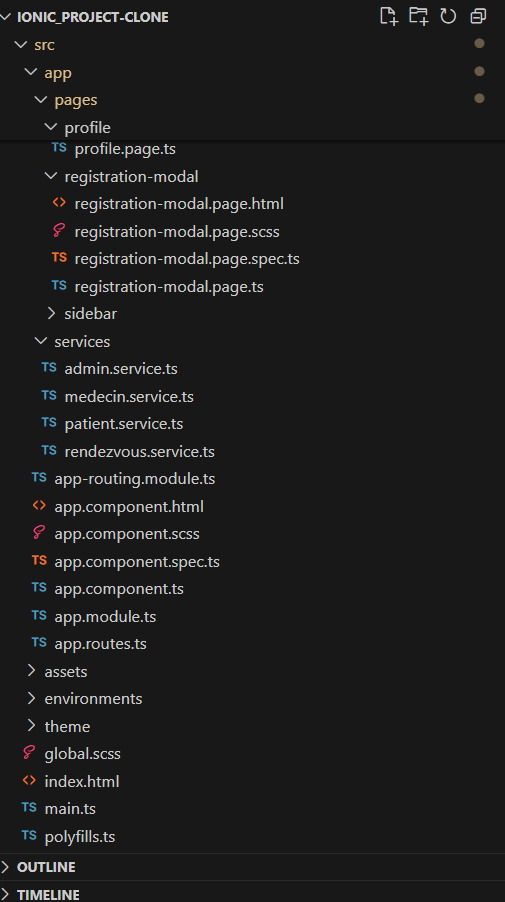 IONIC_PROJECT-CLONE
src
app
pages
profile
TS profile.page.ts
registration-modal
<> registration-modal.page.html
registration-modal.page.scss
TS registration-modal.page.spec.ts
TS registration-modal.page.ts
sidebar
services
TS admin.service.ts
TS medecin.service.ts
TS patient.service.ts
TS rendezvous.service.ts
TS app-routing.module.ts
<> app.component.html
app.component.scss
TS app.component.spec.ts
TS app.component.ts
TS app.module.ts
TS app.routes.ts
assets
environments
theme
global.scss
<> index.html
TS main.ts
TS polyfills.ts
OUTLINE
TIMELINE